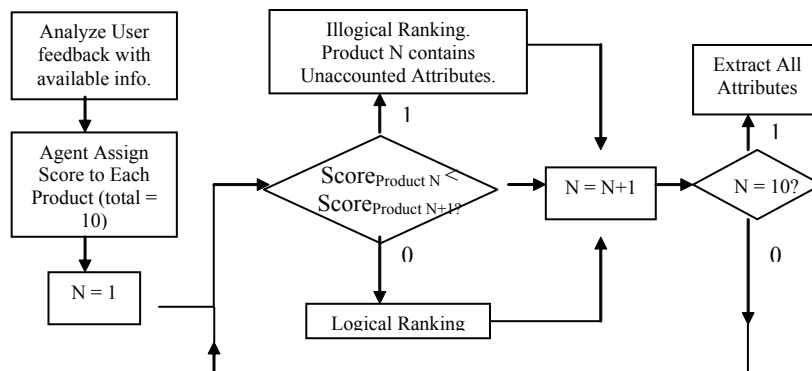 Analyze User
feedback with
available info.
Agent Assign
Score to Each
Product (total =
10)
N = 1
Illogical Ranking.
Product N contains
Unaccounted Attributes.
1
Score Product N <
Score Product N+1?
0
Logical Ranking
N = N+1
Extract All
Attributes
1
N = 10?
0